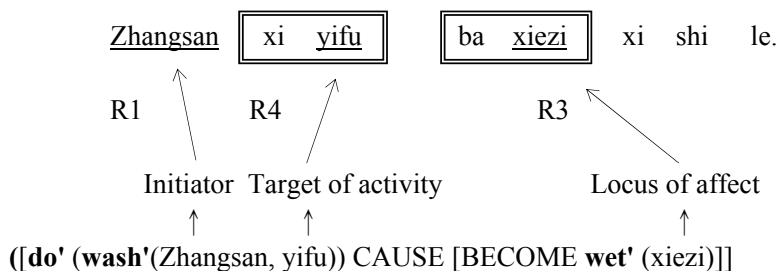 Zhangsan xi yifu ba xiezi xi shi le.
R1 R4 R3
Initiator Target of activity Locus of affect
([do' (wash'(Zhangsan, yifu)) CAUSE [BECOME wet' (xiezi)]]